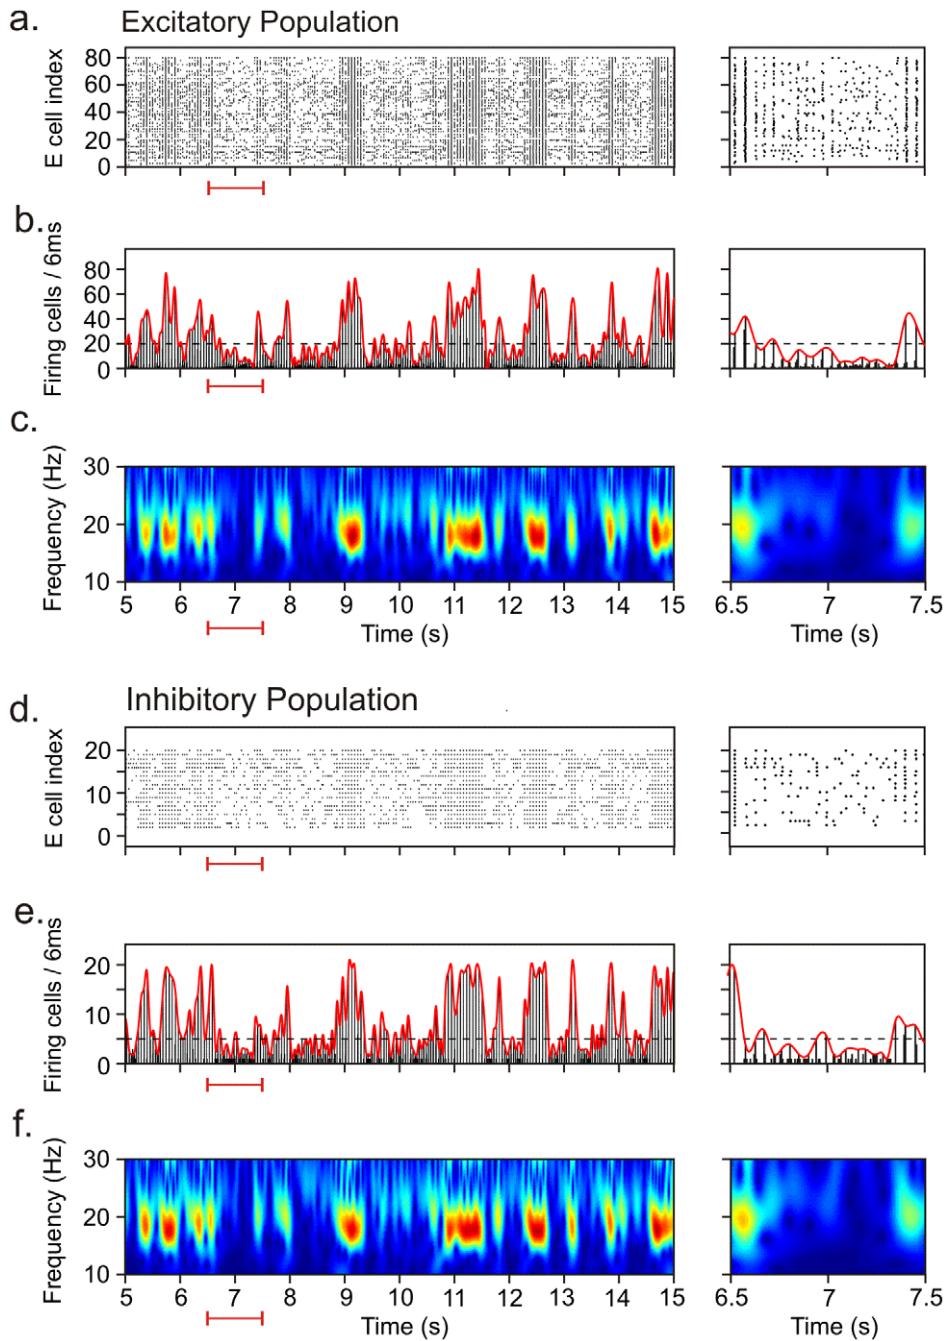 a. Excitatory Population
E cell index
80
60
40
20
0
b.
Firing cells / 6ms
80
60
40
20
0
c.
Frequency (Hz)
30
20
10
5 6 7 8 9 10 11 12 13 14 15
Time (s)
6.5 7 7.5
Time (s)
d. Inhibitory Population
E cell index
20
10
0
e.
Firing cells / 6ms
20
10
0
f.
Frequency (Hz)
30
20
10
5 6 7 8 9 10 11 12 13 14 15
Time (s)
6.5 7 7.5
Time (s)